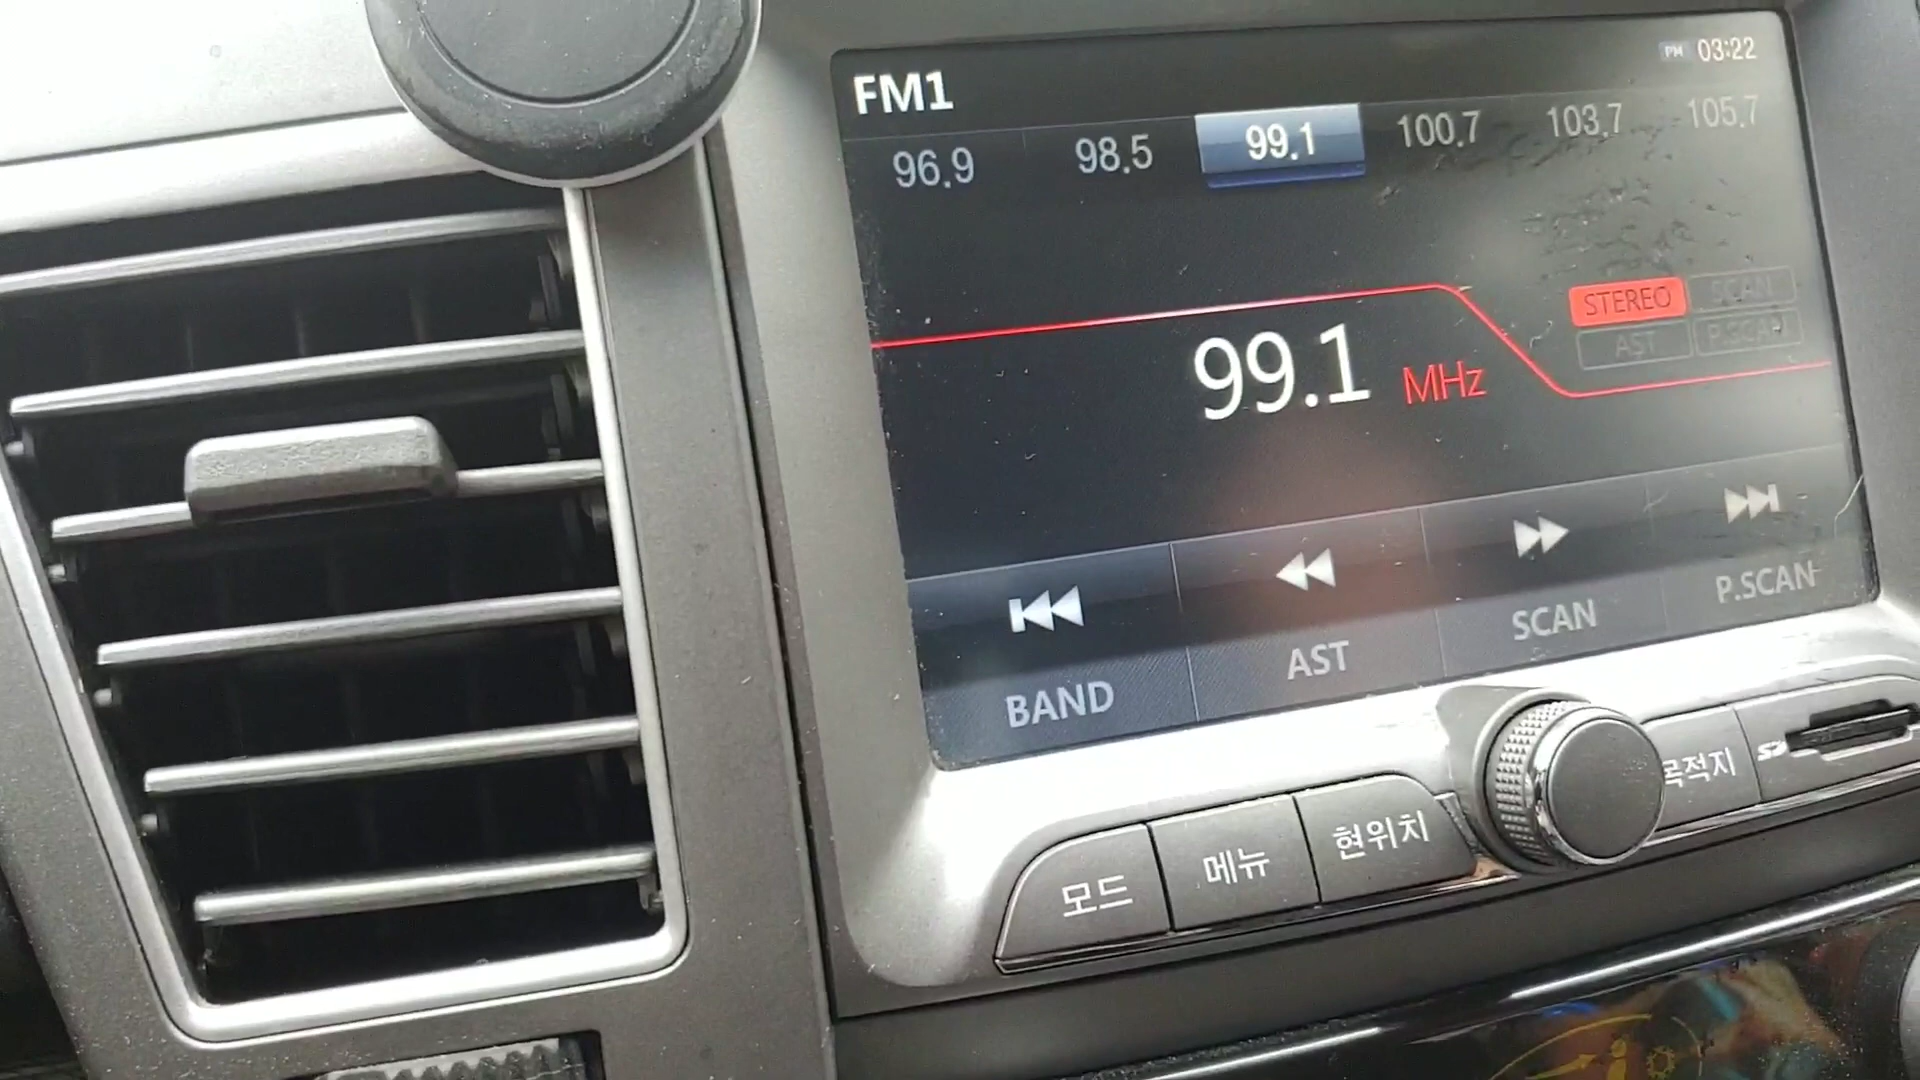 FM1
PM 03:22
96.9 98.5 99.1 100.7 103.7 105.7
STEREO SCAN
AST P.SCAN
99.1 MHz
BAND AST SCAN P.SCAN
모드 메뉴 현위치 목적지 SD